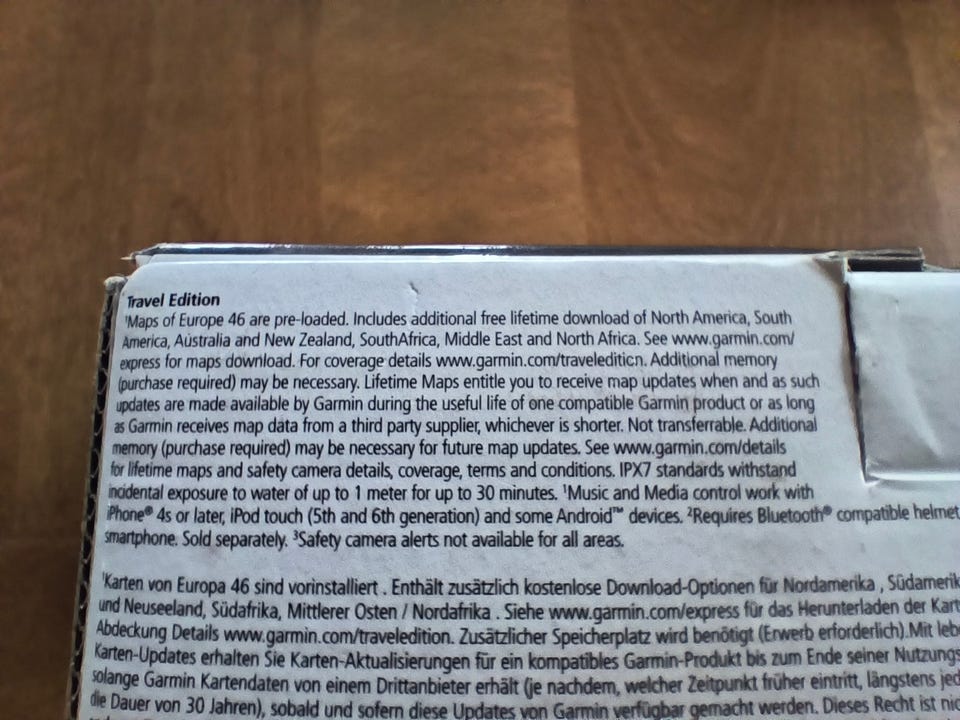 Travel Edition
¹Maps of Europe 46 are pre-loaded. Includes additional free lifetime download of North America, South
America, Australia and New Zealand, SouthAfrica, Middle East and North Africa. See www.garmin.com/
express for maps download. For coverage details www.garmin.com/traveledition. Additional memory
(purchase required) may be necessary. Lifetime Maps entitle you to receive map updates when and as such
updates are made available by Garmin during the useful life of one compatible Garmin product or as long
as Garmin receives map data from a third party supplier, whichever is shorter. Not transferrable. Additional
memory (purchase required) may be necessary for future map updates. See www.garmin.com/details
for lifetime maps and safety camera details, coverage, terms and conditions. IPX7 standards withstand
incidental exposure to water of up to 1 meter for up to 30 minutes. ¹Music and Media control work with
iPhone® 4s or later, iPod touch (5th and 6th generation) and some Android™ devices. ²Requires Bluetooth® compatible helmet
smartphone. Sold separately. ³Safety camera alerts not available for all areas.
¹Karten von Europa 46 sind vorinstalliert . Enthält zusätzlich kostenlose Download-Optionen für Nordamerika , Südamerik
und Neuseeland, Südafrika, Mittlerer Osten / Nordafrika . Siehe www.garmin.com/express für das Herunterladen der Kart
Abdeckung Details www.garmin.com/traveledition. Zusätzlicher Speicherplatz wird benötigt (Erwerb erforderlich).Mit leb
Karten-Updates erhalten Sie Karten-Aktualisierungen für ein kompatibles Garmin-Produkt bis zum Ende seiner Nutzungs
solange Garmin Kartendaten von einem Drittanbieter erhält (je nachdem, welcher Zeitpunkt früher eintritt, längstens jed
die Dauer von 30 Jahren), sobald und sofern diese Updates von Garmin verfügbar gemacht werden. Dieses Recht ist nic